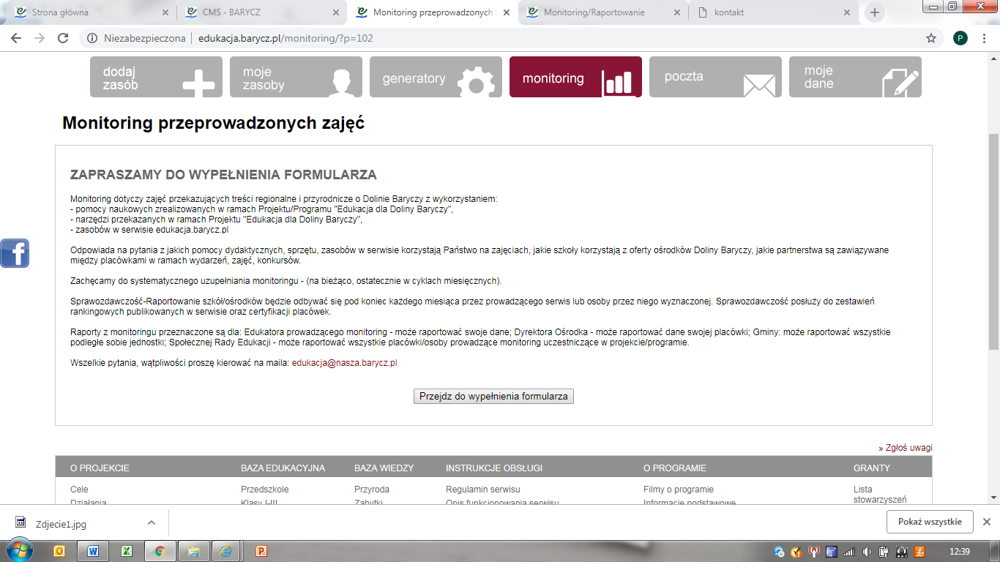 Strona główna
CMS - BARYCZ
Monitoring przeprowadzonych
Monitoring/Raportowanie
kontakt
Niezabezpieczona | edukacja.barycz.pl/monitoring/?p=102
P
dodaj
zasób
moje
zasoby
generatory
monitoring
poczta
moje
dane
Monitoring przeprowadzonych zajęć
ZAPRASZAMY DO WYPEŁNIENIA FORMULARZA
Monitoring dotyczy zajęć przekazujących treści regionalne i przyrodnicze o Dolinie Baryczy z wykorzystaniem:
- pomocy naukowych zrealizowanych w ramach Projektu/Programu "Edukacja dla Doliny Baryczy",
- narzędzi przekazanych w ramach Projektu "Edukacja dla Doliny Baryczy",
- zasobów w serwisie edukacja.barycz.pl
Odpowiada na pytania z jakich pomocy dydaktycznych, sprzętu, zasobów w serwisie korzystają Państwo na zajęciach, jakie szkoły korzystają z oferty ośrodków Doliny Baryczy, jakie partnerstwa są zawiązywane
między placówkami w ramach wydarzeń, zajęć, konkursów.
Zachęcamy do systematycznego uzupełniania monitoringu - (na bieżąco, ostatecznie w cyklach miesięcznych).
Sprawozdawczość-Raportowanie szkół/ośrodków będzie odbywać się pod koniec każdego miesiąca przez prowadzącego serwis lub osoby przez niego wyznaczonej. Sprawozdawczość posłuży do zestawień
rankingowych publikowanych w serwisie oraz certyfikacji placówek.
Raporty z monitoringu przeznaczone są dla: Edukatora prowadzącego monitoring - może raportować swoje dane; Dyrektora Ośrodka - może raportować dane swojej placówki; Gminy: może raportować wszystkie
podległe sobie jednostki; Społecznej Rady Edukacji - może raportować wszystkie placówki/osoby prowadzące monitoring uczestniczące w projekcie/programie.
Wszelkie pytania, wątpliwości proszę kierować na maila: edukacja@nasza.barycz.pl
Przejdz do wypełnienia formularza
» Zgłoś uwagi
O PROJEKCIE BAZA EDUKACYJNA BAZA WIEDZY INSTRUKCJE OBSŁUGI O PROGRAMIE GRANTY
Cele Przedszkole Przyroda Regulamin serwisu Filmy o programie Lista
stowarzyszeń
Działania Klasy I-III Zabytki Opis funkcjonowania serwisu Informacje podstawowe
Zdjecie1.jpg
Pokaż wszystkie
12:39